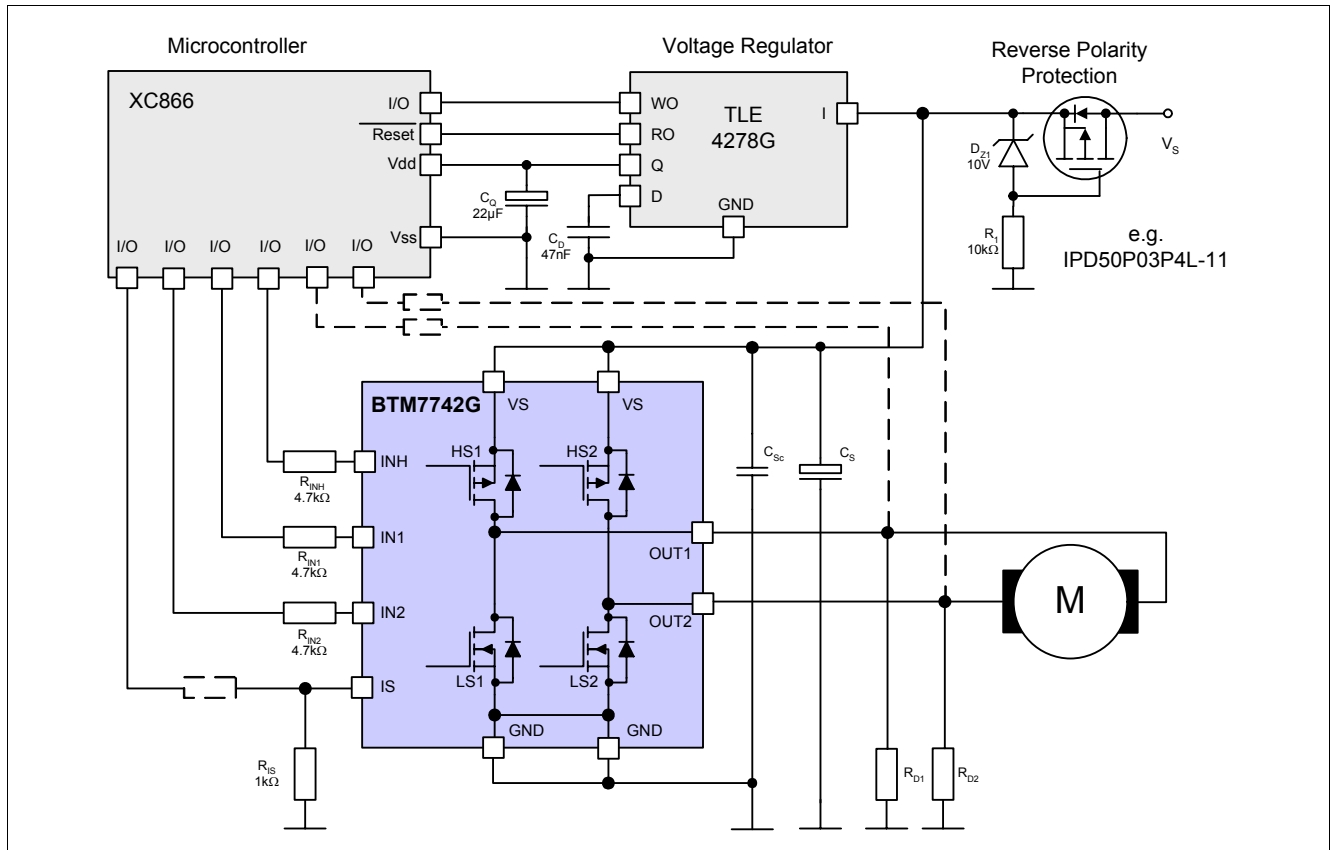 Microcontroller
Voltage Regulator
Reverse Polarity
Protection
XC866
I/O
Reset
Vdd
Vss
I/O
I/O
I/O
I/O
I/O
I/O
WO
RO
Q
D
TLE
4278G
I
GND
C_Q
22µF
C_D
47nF
D_Z1
10V
R_1
10kΩ
V_S
e.g.
IPD50P03P4L-11
BTM7742G
VS
VS
INH
IN1
IN2
IS
R_INH
4.7kΩ
R_IN1
4.7kΩ
R_IN2
4.7kΩ
R_IS
1kΩ
HS1
HS2
LS1
LS2
GND
GND
OUT1
OUT2
C_Sc
C_S
M
R_D1
R_D2